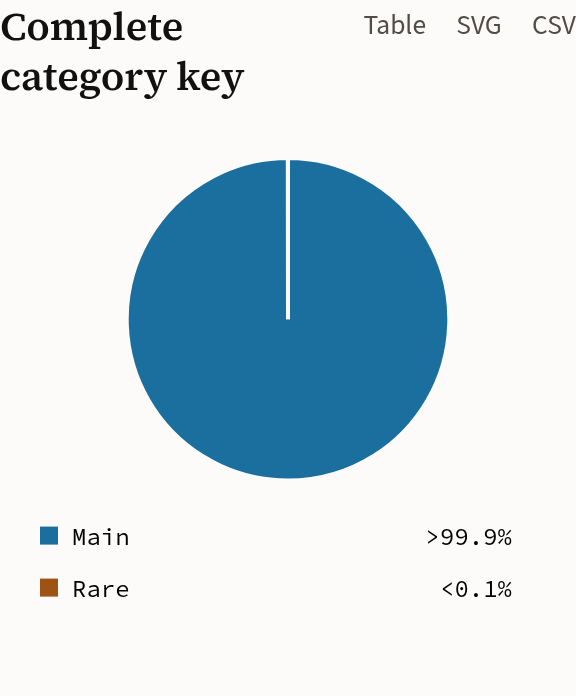 Complete
category key
Table SVG CSV
Main >99.9%
Rare <0.1%